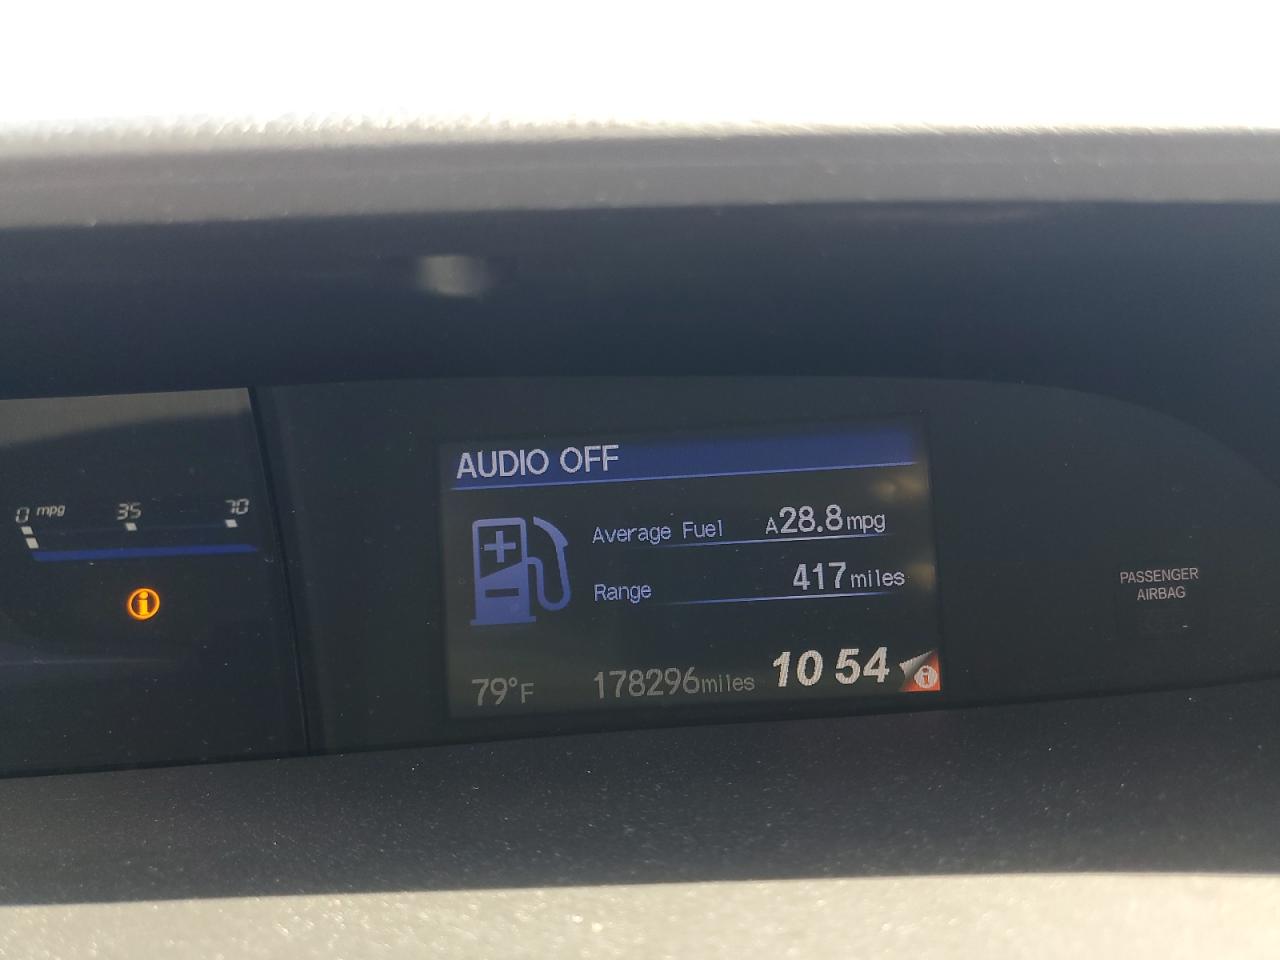 AUDIO OFF
0 mpg 35 70
Average Fuel A28.8mpg
Range 417miles
PASSENGER
AIRBAG
79°F 178296miles 10 54